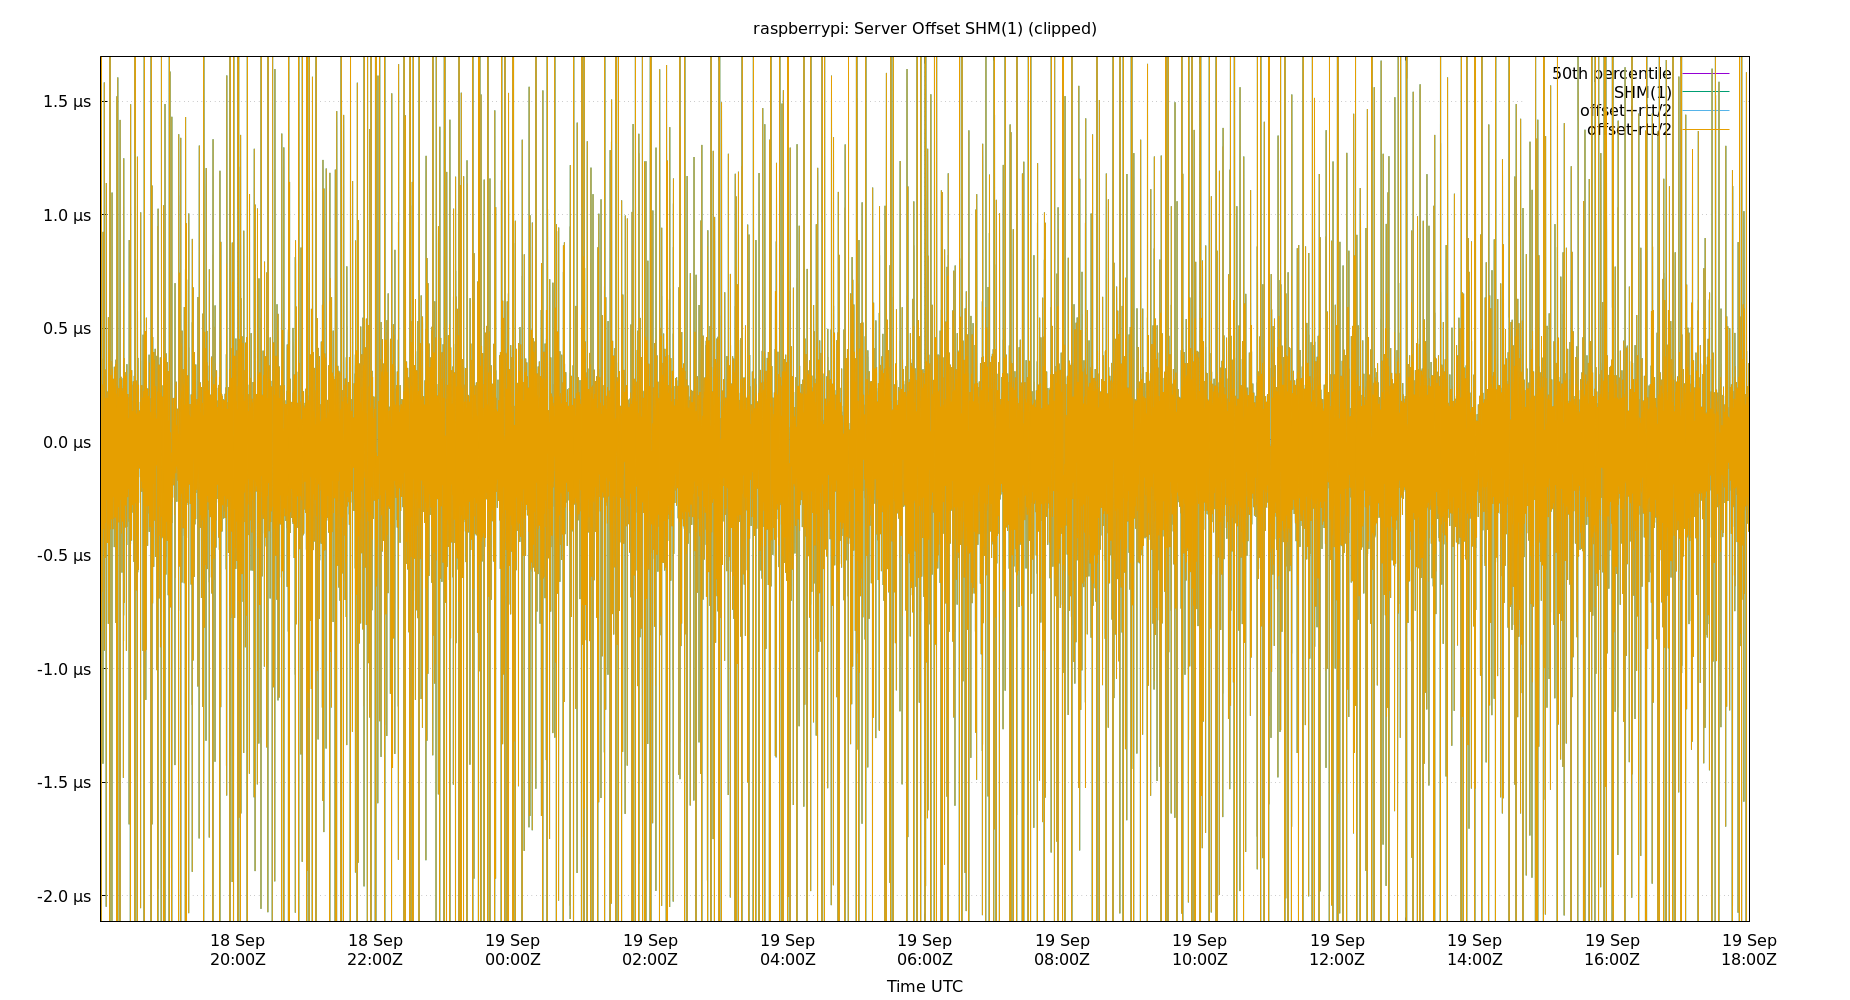 raspberrypi: Server Offset SHM(1) (clipped)
50th percentile
SHM(1)
offset--rtt/2
offset-rtt/2
1.5 µs
1.0 µs
0.5 µs
0.0 µs
-0.5 µs
-1.0 µs
-1.5 µs
-2.0 µs
18 Sep 18 Sep 19 Sep 19 Sep 19 Sep 19 Sep 19 Sep 19 Sep 19 Sep 19 Sep 19 Sep 19 Sep
20:00Z 22:00Z 00:00Z 02:00Z 04:00Z 06:00Z 08:00Z 10:00Z 12:00Z 14:00Z 16:00Z 18:00Z
Time UTC